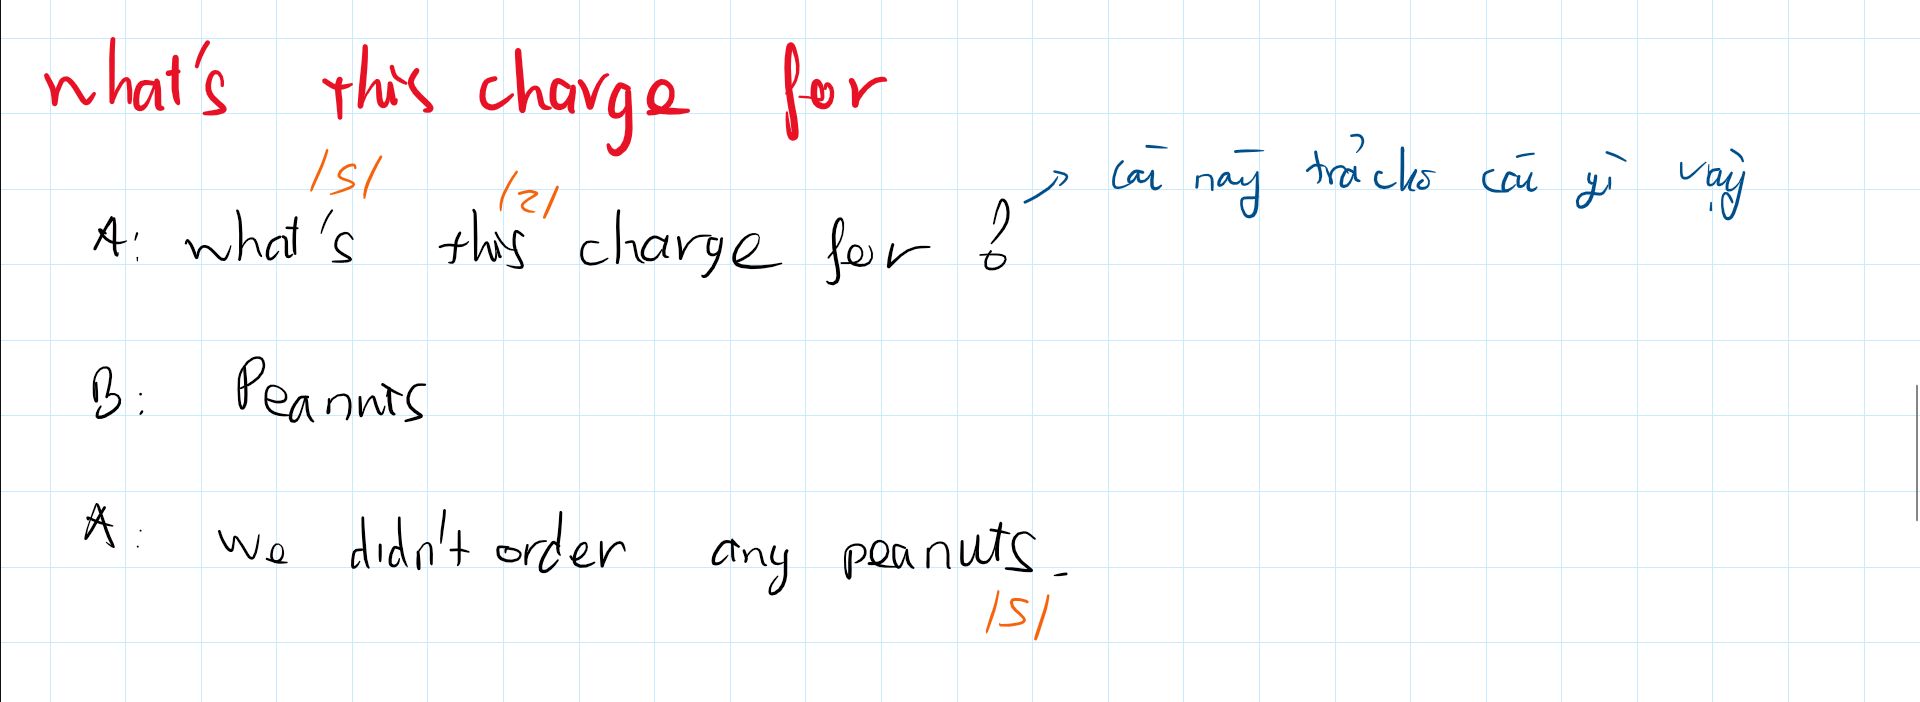 what's this charge for
/s/ /z/
A: what's this charge for ? → cái này trả cho cái gì vậy
B: Peanuts
A: we didn't order any peanuts.
/s/